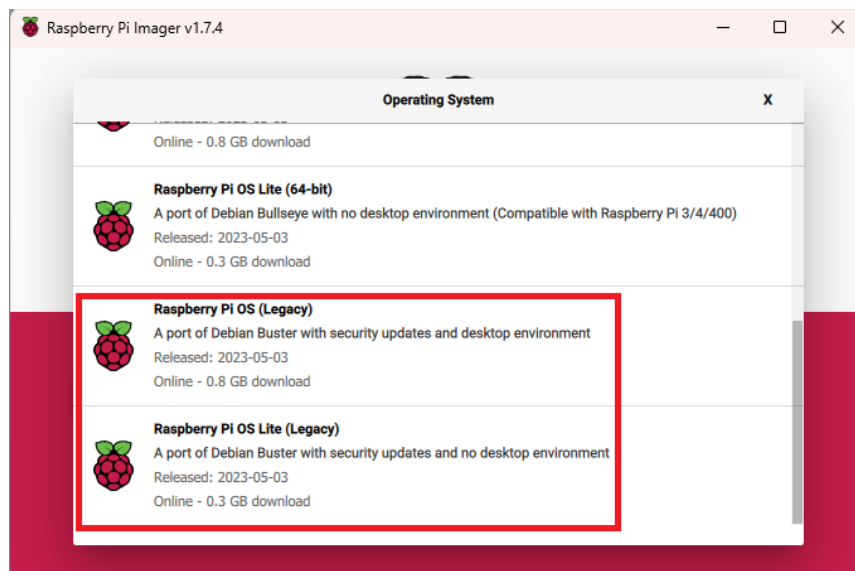 Raspberry Pi Imager v1.7.4
Operating System
X
Online - 0.8 GB download
Raspberry Pi OS Lite (64-bit)
A port of Debian Bullseye with no desktop environment (Compatible with Raspberry Pi 3/4/400)
Released: 2023-05-03
Online - 0.3 GB download
Raspberry Pi OS (Legacy)
A port of Debian Buster with security updates and desktop environment
Released: 2023-05-03
Online - 0.8 GB download
Raspberry Pi OS Lite (Legacy)
A port of Debian Buster with security updates and no desktop environment
Released: 2023-05-03
Online - 0.3 GB download